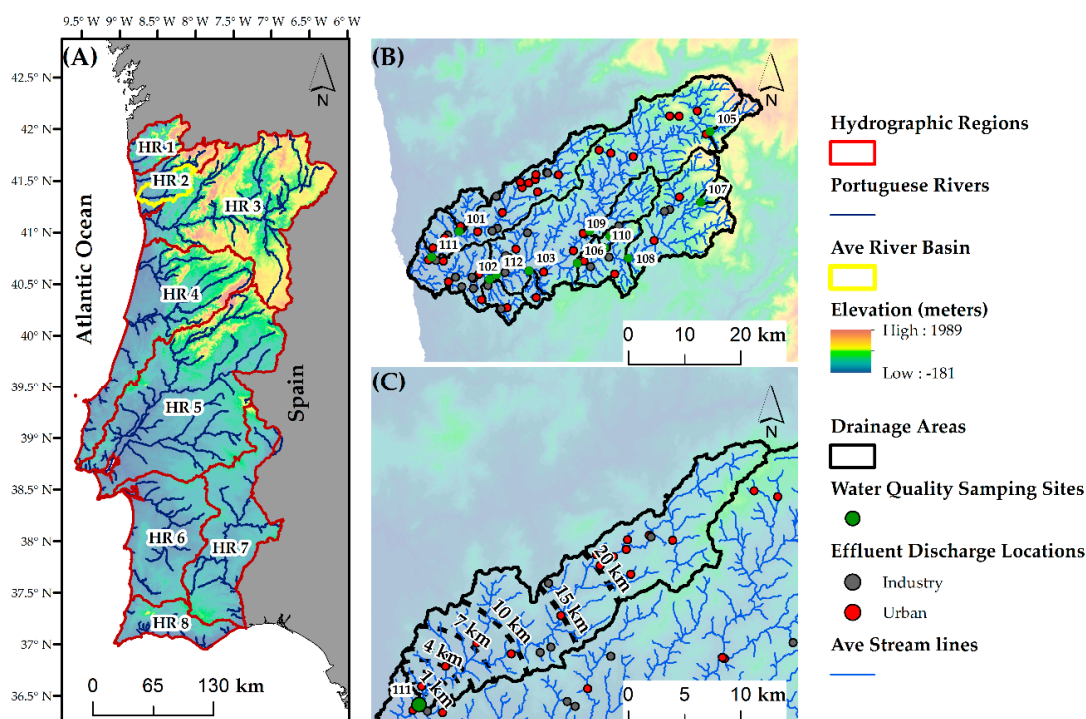 9.5° W 9° W 8.5° W 8° W 7.5° W 7° W 6.5° W 6° W
(A)
N
42.5° N
42° N
41.5° N
41° N
40.5° N
40° N
39.5° N
39° N
38.5° N
38° N
37.5° N
37° N
36.5° N
Atlantic Ocean
Spain
HR 1
HR 2
HR 3
HR 4
HR 5
HR 6
HR 7
HR 8
0 65 130 km
(B)
N
105
107
101
109
110
111
106
108
102
112
103
0 10 20 km
(C)
N
20 km
15 km
10 km
7 km
4 km
1 km
111
0 5 10 km
Hydrographic Regions
Portuguese Rivers
Ave River Basin
Elevation (meters)
High : 1989
Low : -181
Drainage Areas
Water Quality Sampling Sites
Effluent Discharge Locations
Industry
Urban
Ave Stream lines